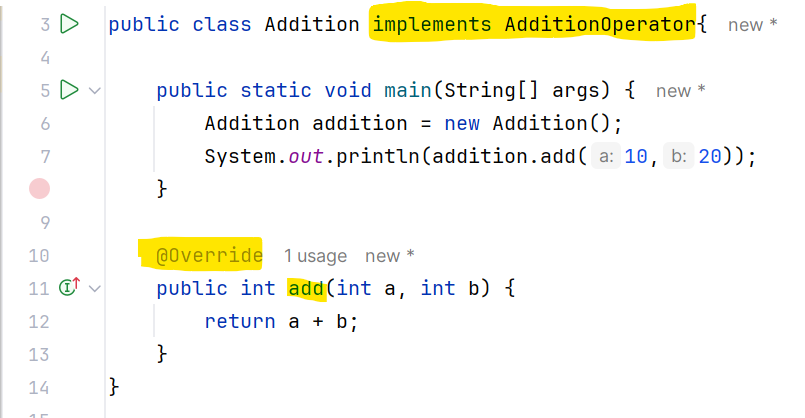 3 public class Addition implements AdditionOperator{ new *
4
5 public static void main(String[] args) { new *
6 Addition addition = new Addition();
7 System.out.println(addition.add( a: 10, b: 20));
}
9
10 @Override 1 usage new *
11 public int add(int a, int b) {
12 return a + b;
13 }
14 }
15